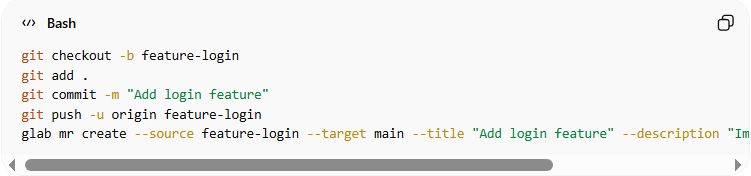 Bash
git checkout -b feature-login
git add .
git commit -m "Add login feature"
git push -u origin feature-login
glab mr create --source feature-login --target main --title "Add login feature" --description "Im